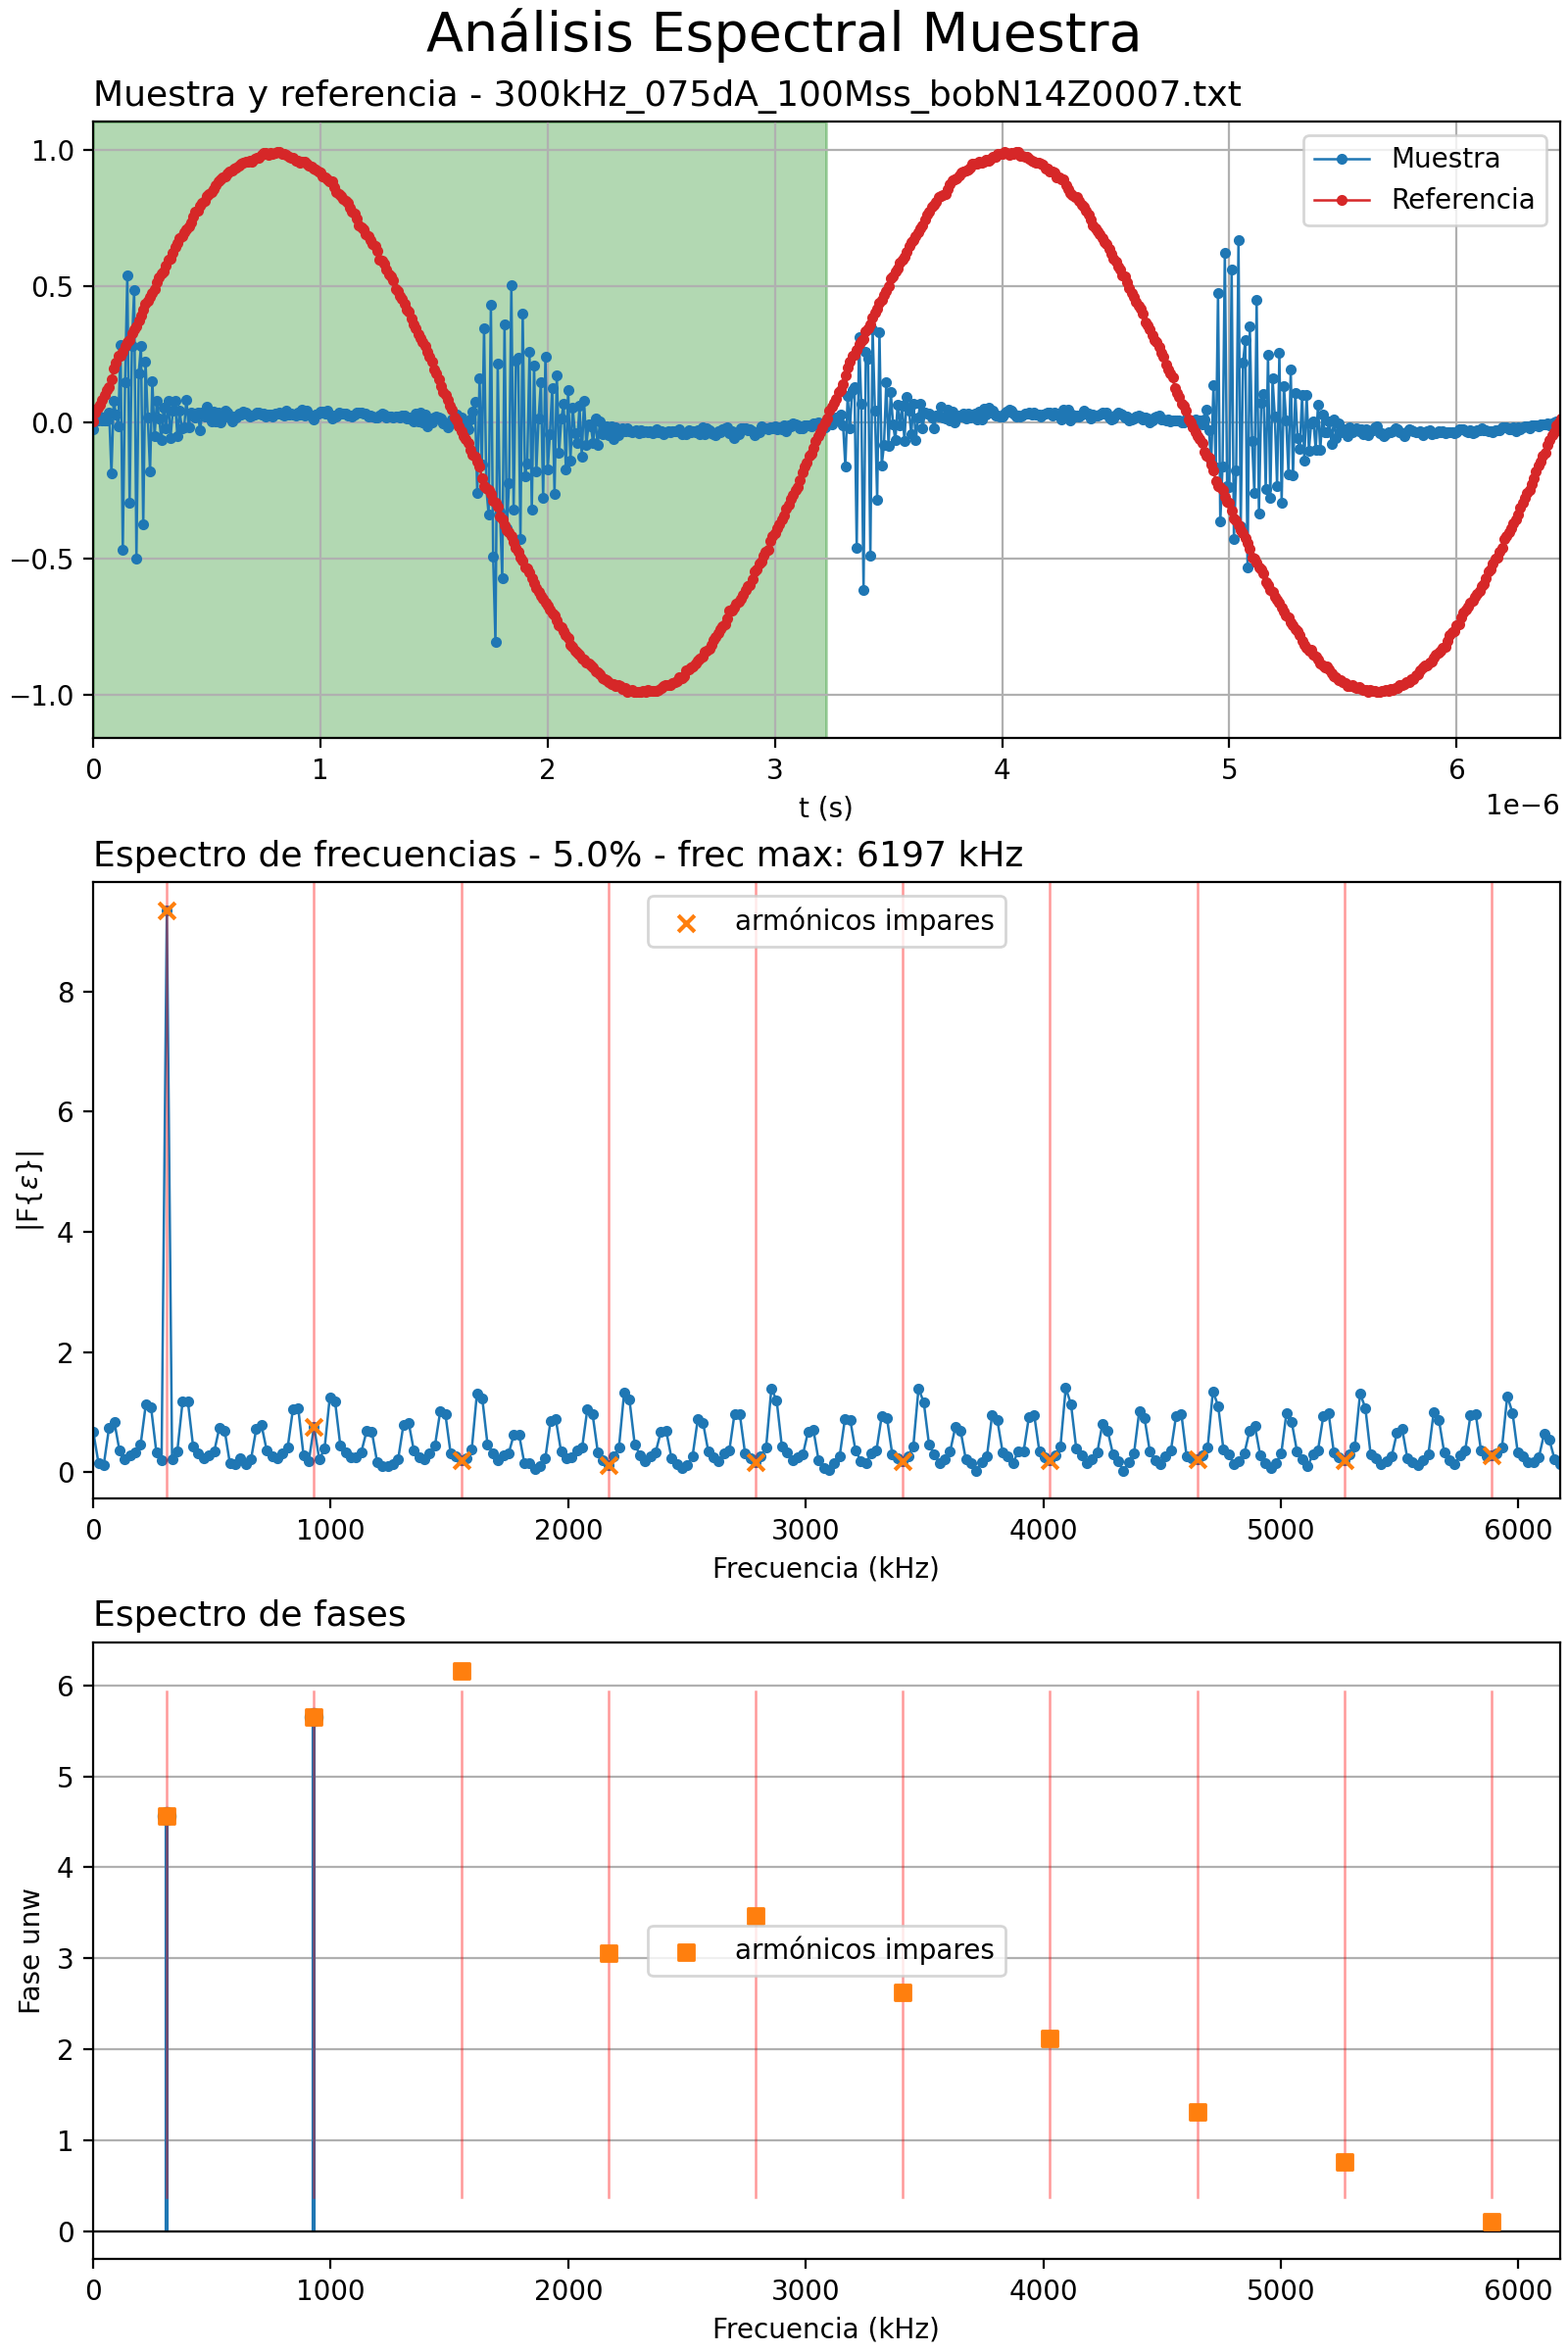 Análisis Espectral Muestra
Muestra y referencia - 300kHz_075dA_100Mss_bobN14Z0007.txt
1.0
0.5
0.0
−0.5
−1.0
Muestra
Referencia
0 1 2 3 4 5 6
t (s)
1e−6
Espectro de frecuencias - 5.0% - frec max: 6197 kHz
armónicos impares
8
6
4
2
0
|F{ε}|
0 1000 2000 3000 4000 5000 6000
Frecuencia (kHz)
Espectro de fases
6
5
4
3
2
1
0
Fase unw
armónicos impares
0 1000 2000 3000 4000 5000 6000
Frecuencia (kHz)